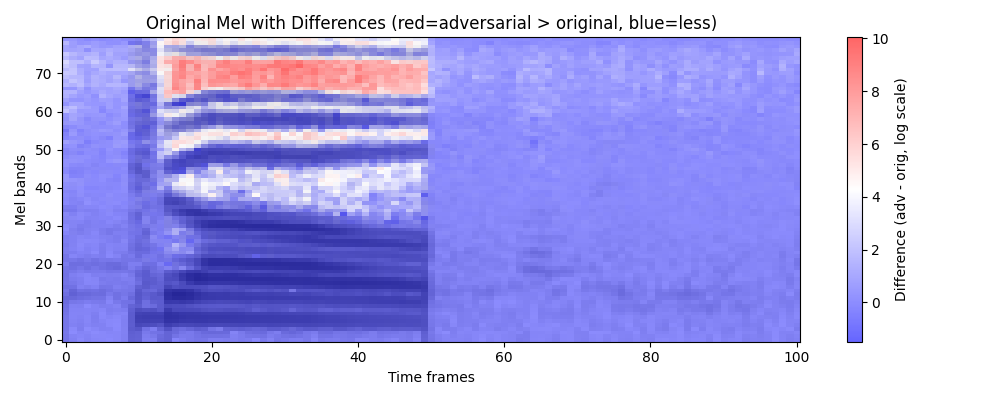 Original Mel with Differences (red=adversarial > original, blue=less)
Mel bands
70
60
50
40
30
20
10
0
0 20 40 60 80 100
Time frames
10
8
6
4
2
0
Difference (adv - orig, log scale)